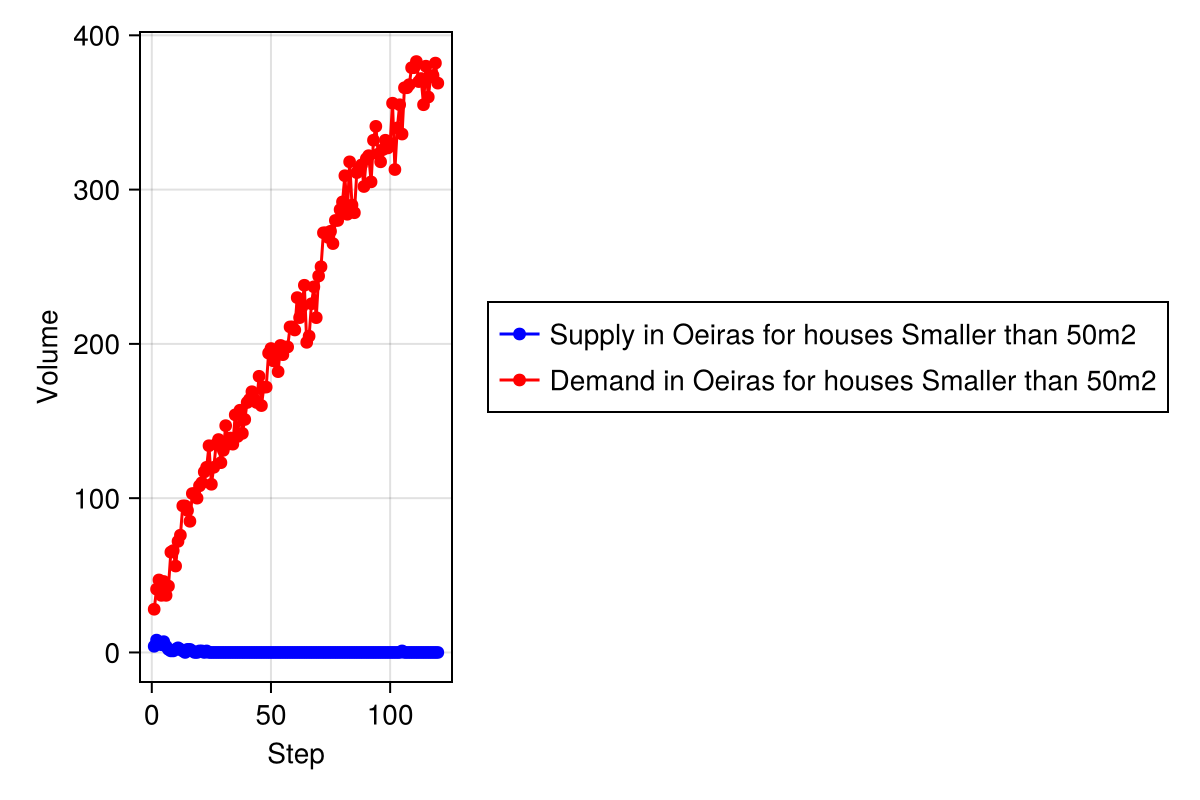 400
300
200
100
0
Volume
0 50 100
Step
Supply in Oeiras for houses Smaller than 50m2
Demand in Oeiras for houses Smaller than 50m2